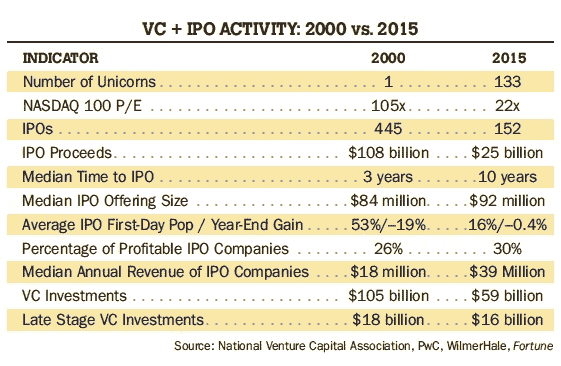 VC + IPO ACTIVITY: 2000 vs. 2015
INDICATOR 2000 2015
Number of Unicorns 1 133
NASDAQ 100 P/E 105x 22x
IPOs 445 152
IPO Proceeds $108 billion $25 billion
Median Time to IPO 3 years 10 years
Median IPO Offering Size $84 million $92 million
Average IPO First-Day Pop / Year-End Gain 53%/–19% 16%/–0.4%
Percentage of Profitable IPO Companies 26% 30%
Median Annual Revenue of IPO Companies $18 million $39 Million
VC Investments $105 billion $59 billion
Late Stage VC Investments $18 billion $16 billion
Source: National Venture Capital Association, PwC, WilmerHale, Fortune